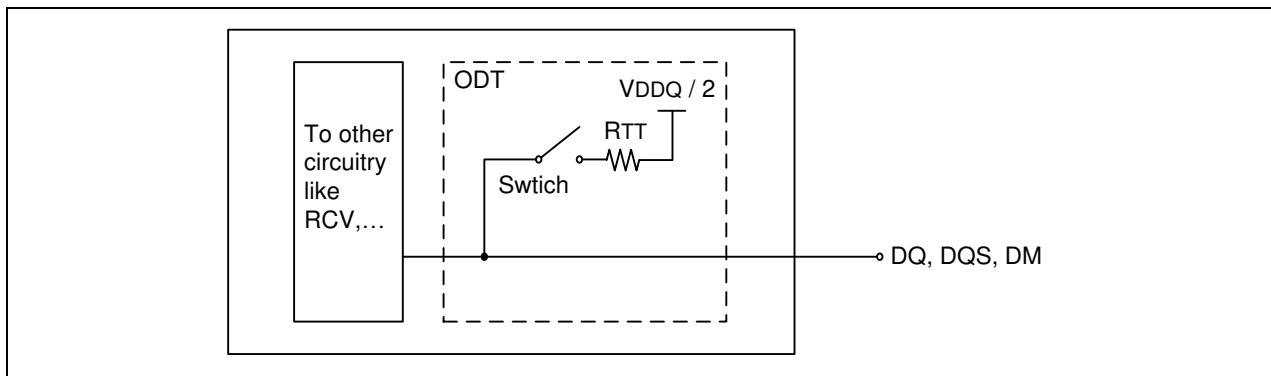 To other
circuitry
like
RCV,…
ODT
VDDQ / 2
RTT
Swtich
DQ, DQS, DM